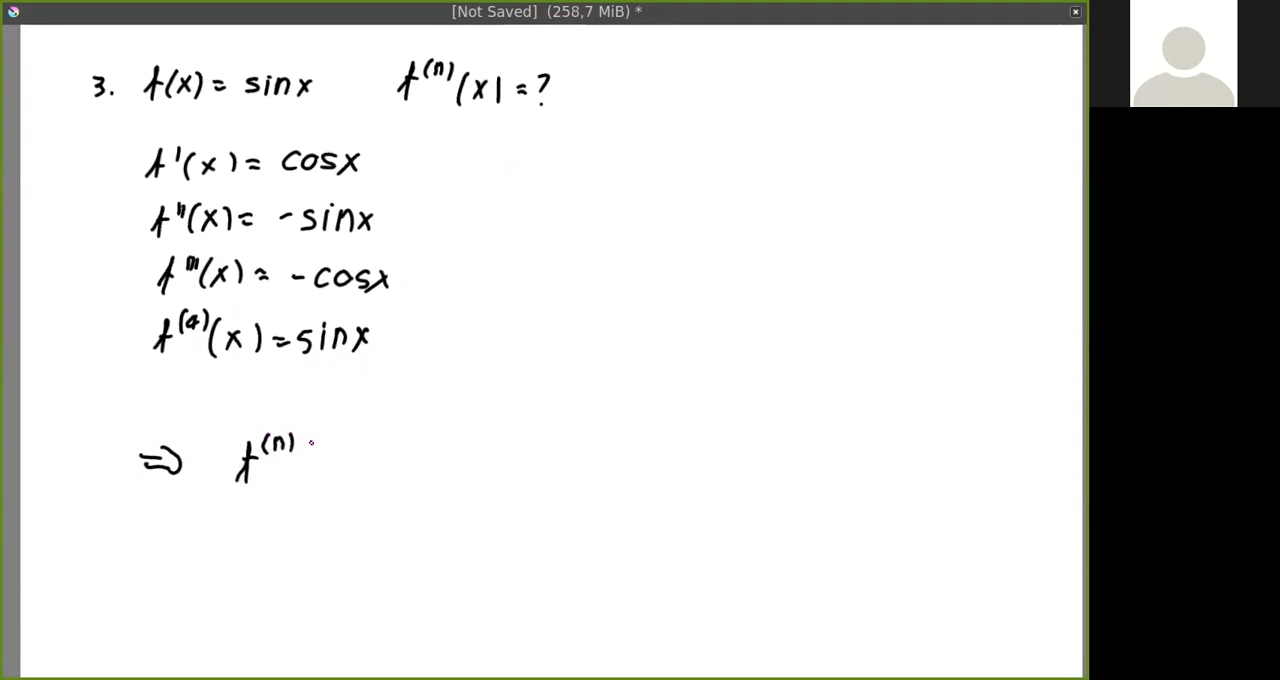 [Not Saved] (258,7 MiB) *
3. f(x) = sinx f^(n)(x) = ?
f'(x) = cosx
f''(x) = -sinx
f'''(x) = -cosx
f^(4)(x) = sinx
⇒ f^(n)